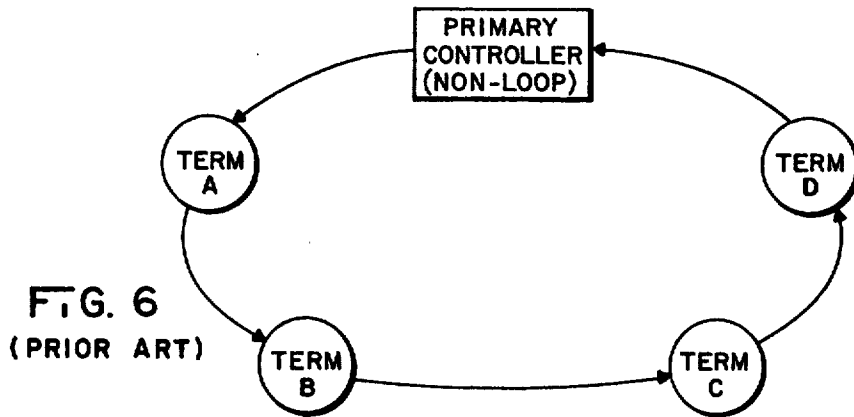 PRIMARY
CONTROLLER
(NON-LOOP)
TERM
A
TERM
D
FIG. 6
(PRIOR ART)
TERM
B
TERM
C